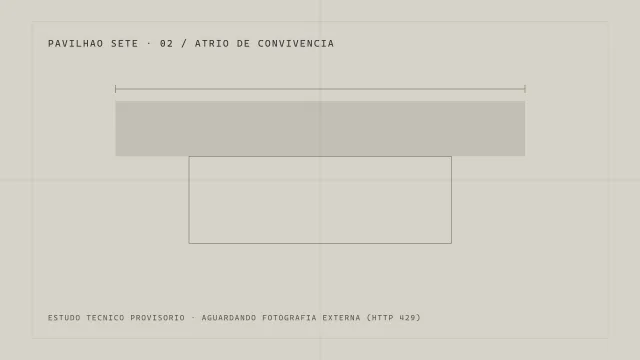 PAVILHAO SETE · 02 / ATRIO DE CONVIVENCIA
ESTUDO TECNICO PROVISORIO · AGUARDANDO FOTOGRAFIA EXTERNA (HTTP 429)